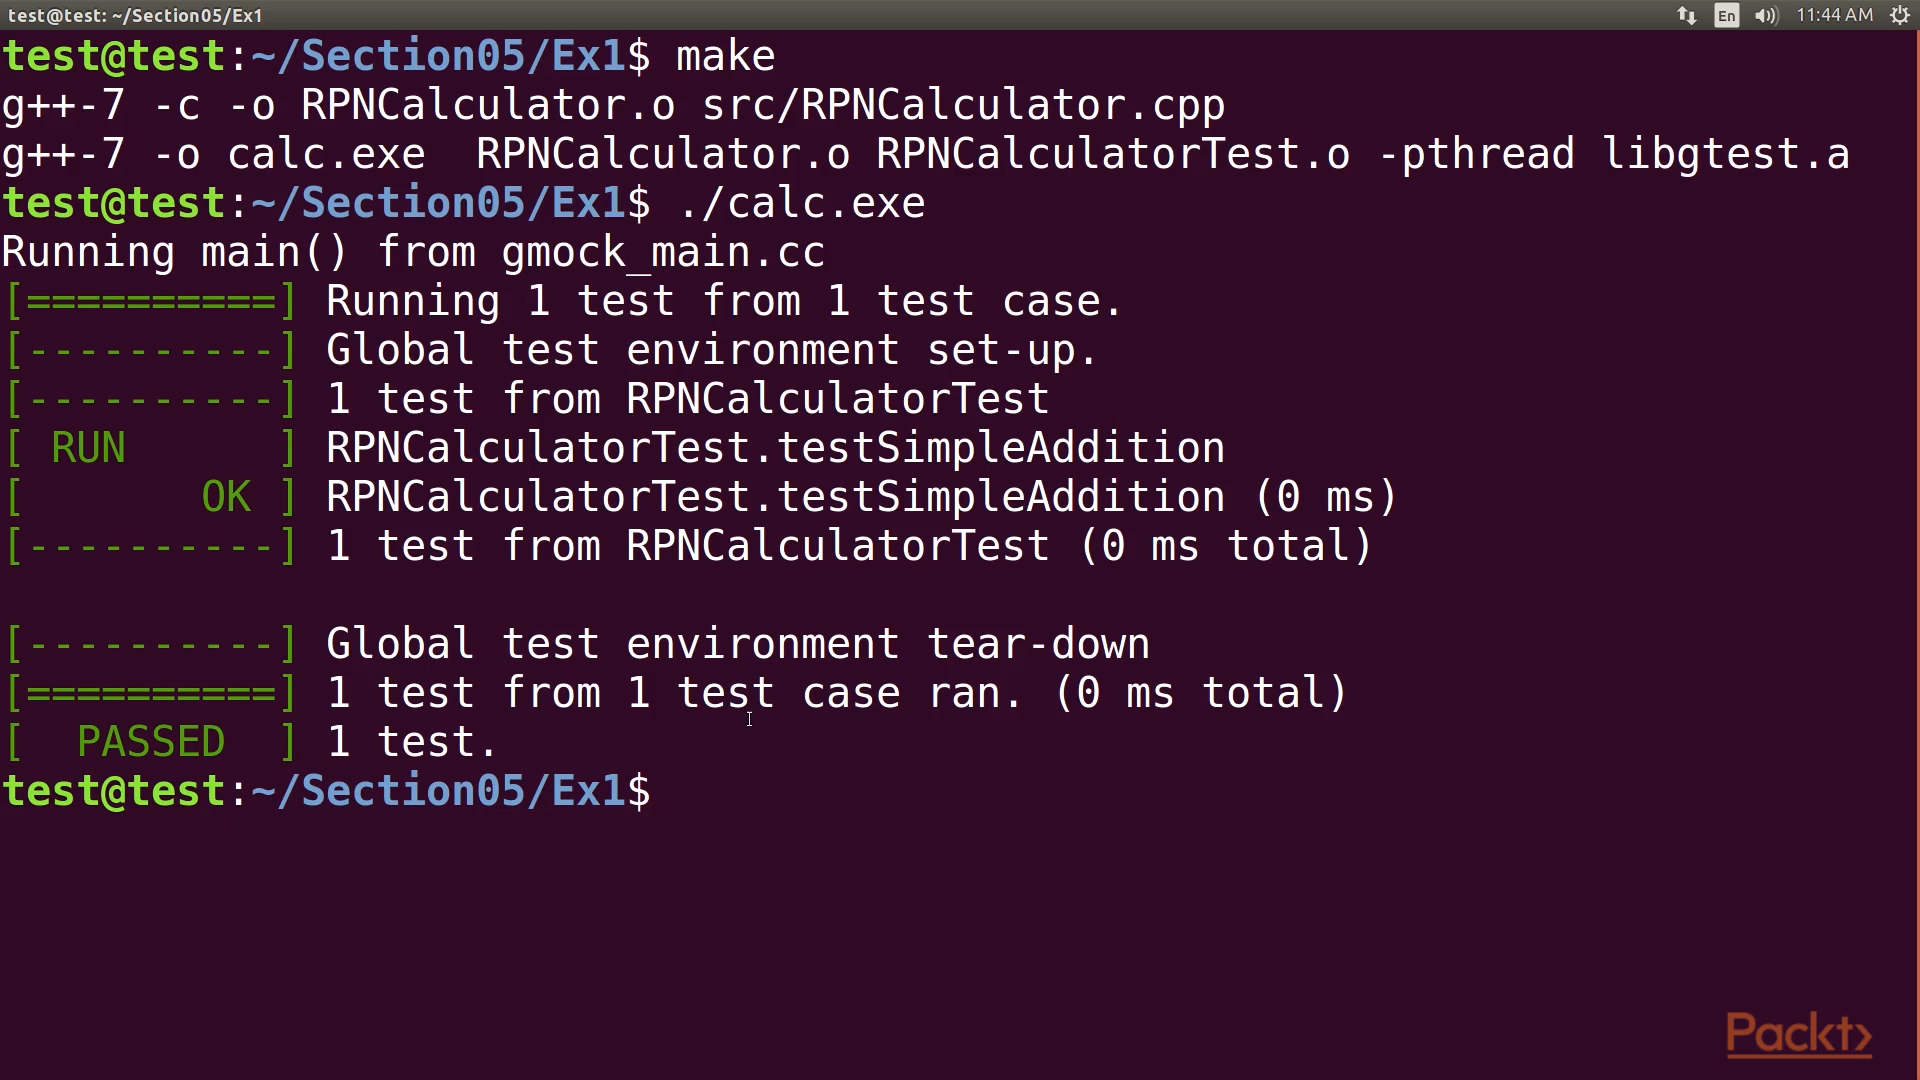 test@test: ~/Section05/Ex1
En 11:44 AM
test@test:~/Section05/Ex1$ make
g++-7 -c -o RPNCalculator.o src/RPNCalculator.cpp
g++-7 -o calc.exe  RPNCalculator.o RPNCalculatorTest.o -pthread libgtest.a
test@test:~/Section05/Ex1$ ./calc.exe
Running main() from gmock_main.cc
[==========] Running 1 test from 1 test case.
[----------] Global test environment set-up.
[----------] 1 test from RPNCalculatorTest
[ RUN      ] RPNCalculatorTest.testSimpleAddition
[       OK ] RPNCalculatorTest.testSimpleAddition (0 ms)
[----------] 1 test from RPNCalculatorTest (0 ms total)
[----------] Global test environment tear-down
[==========] 1 test from 1 test case ran. (0 ms total)
[  PASSED  ] 1 test.
test@test:~/Section05/Ex1$
Packt>